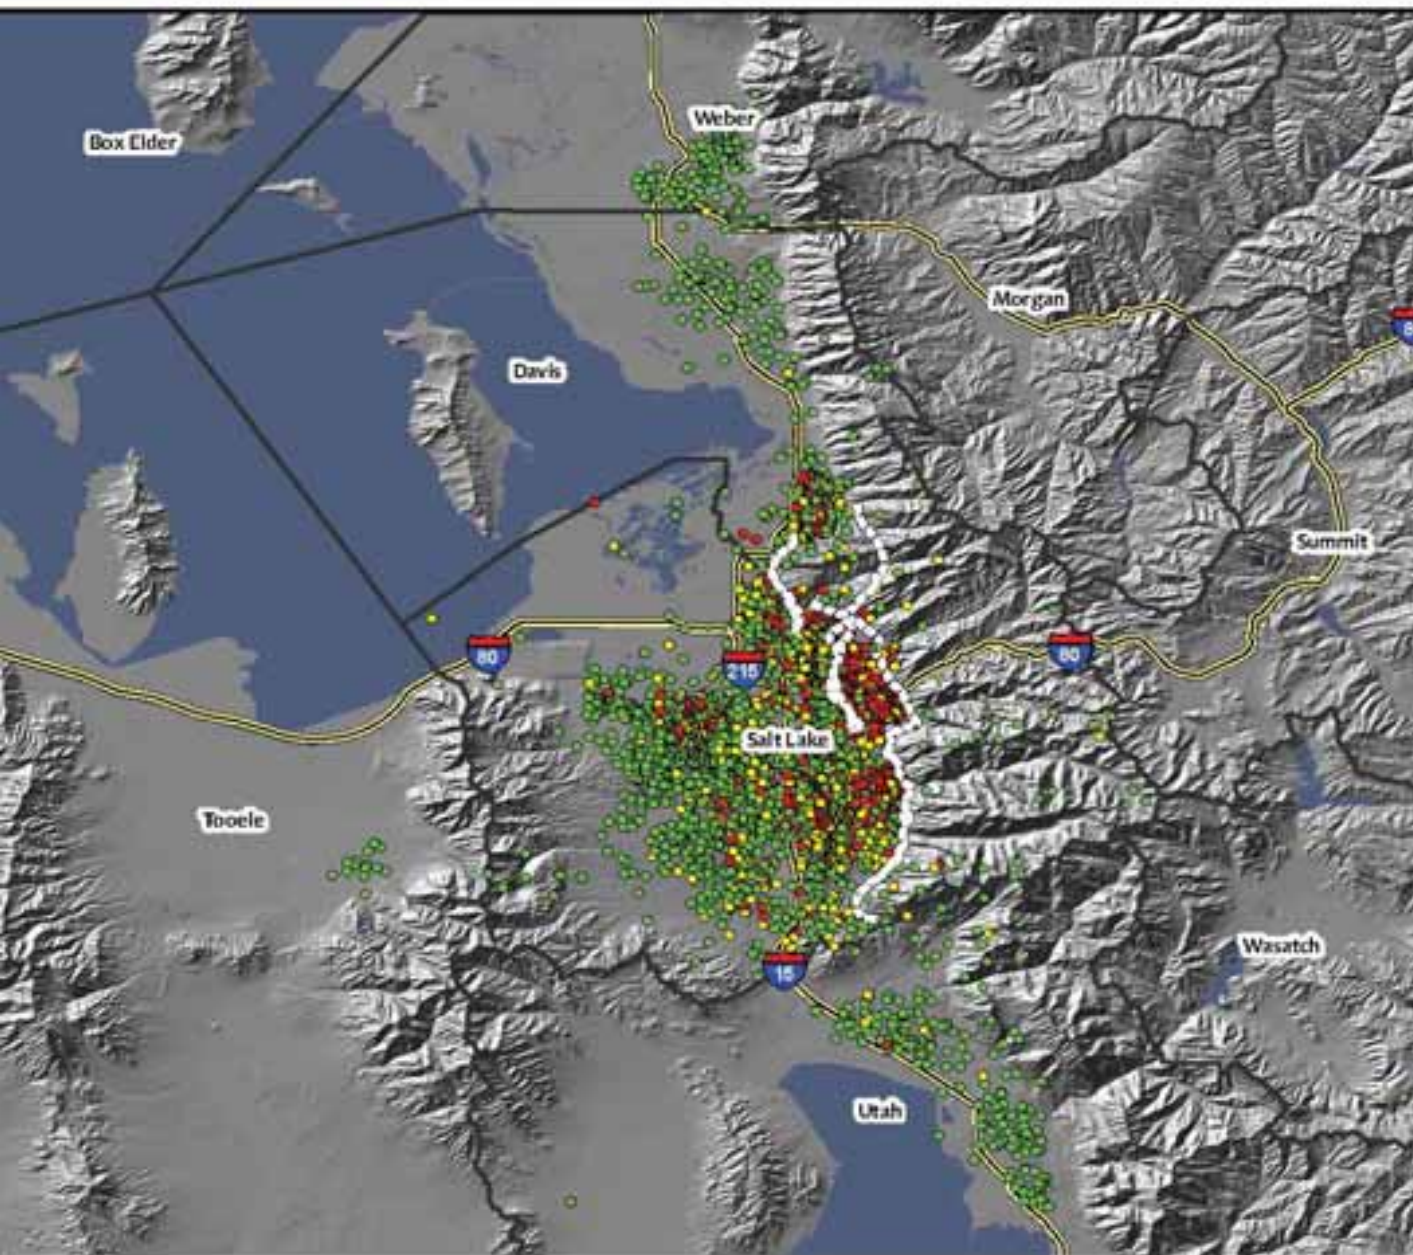 Weber
Box Elder
Morgan
Davis
Summit
80
215
80
Salt Lake
Tooele
Wasatch
15
Utah